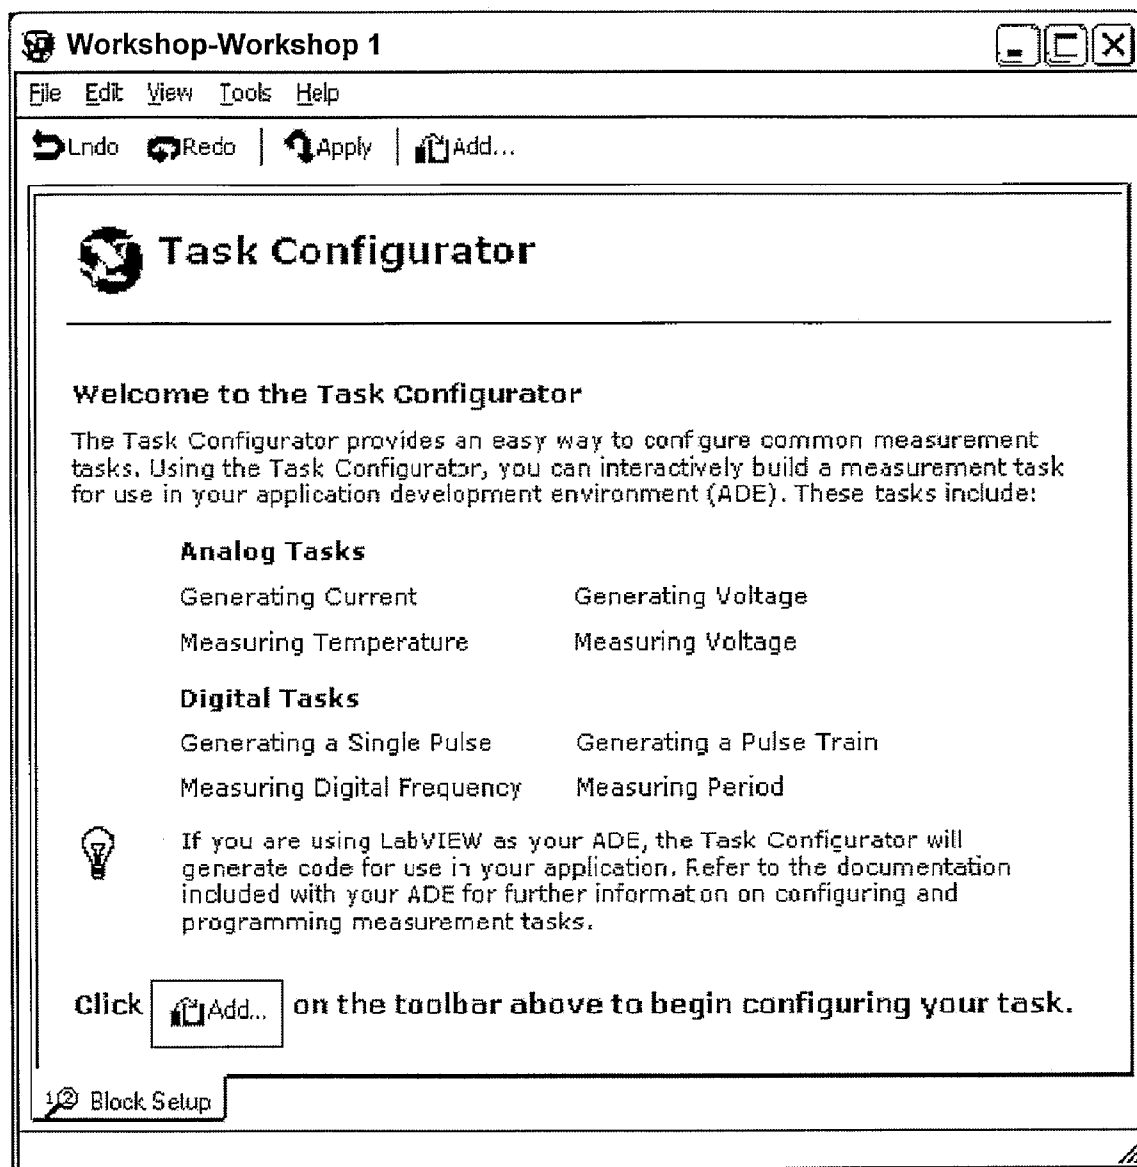 Workshop-Workshop 1
File Edit View Tools Help
Undo Redo Apply Add...
Task Configurator
Welcome to the Task Configurator
The Task Configurator provides an easy way to configure common measurement
tasks. Using the Task Configurator, you can interactively build a measurement task
for use in your application development environment (ADE). These tasks include:
Analog Tasks
Generating Current Generating Voltage
Measuring Temperature Measuring Voltage
Digital Tasks
Generating a Single Pulse Generating a Pulse Train
Measuring Digital Frequency Measuring Period
If you are using LabVIEW as your ADE, the Task Configurator will
generate code for use in your application. Refer to the documentation
included with your ADE for further information on configuring and
programming measurement tasks.
Click Add... on the toolbar above to begin configuring your task.
12 Block Setup